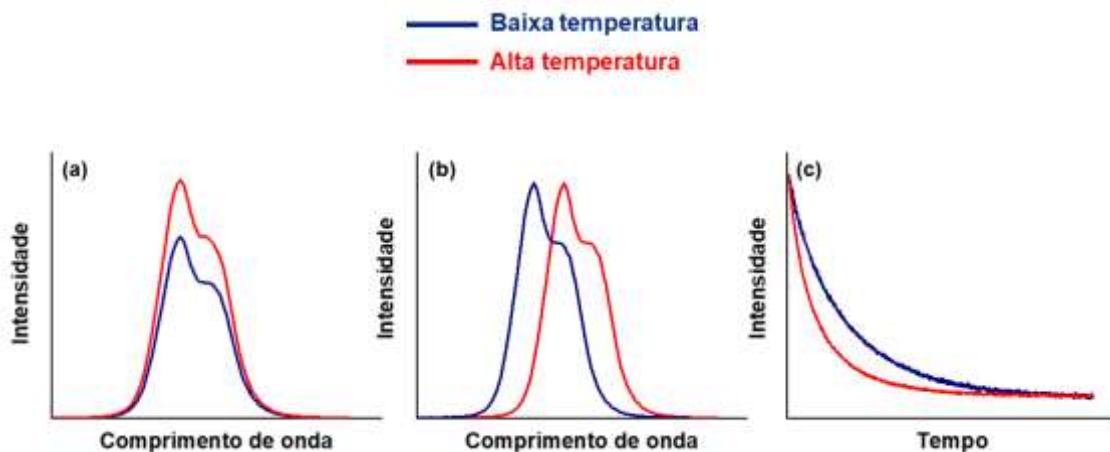 Baixa temperatura
Alta temperatura
(a)
Intensidade
Comprimento de onda
(b)
Intensidade
Comprimento de onda
(c)
Intensidade
Tempo